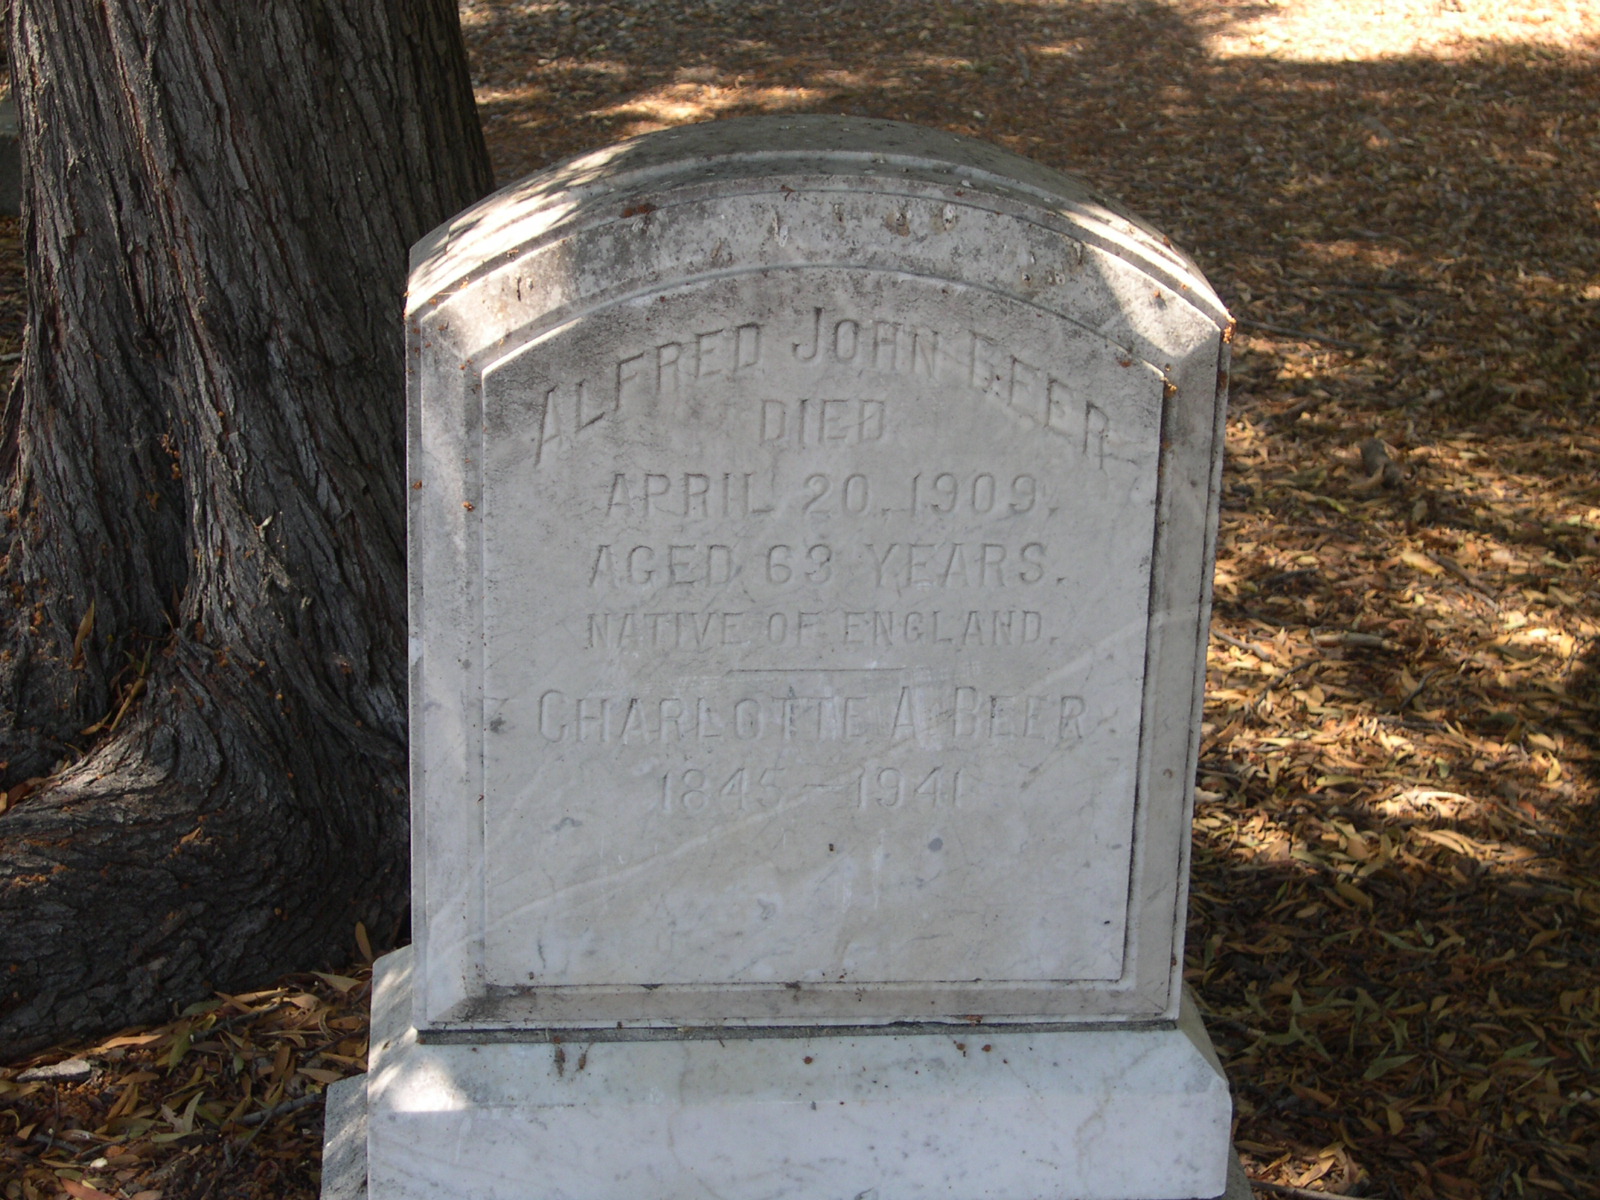 ALFRED JOHN BEER
DIED
APRIL 20, 1909.
AGED 63 YEARS.
NATIVE OF ENGLAND.
CHARLOTTE A. BEER
1845 – 1941